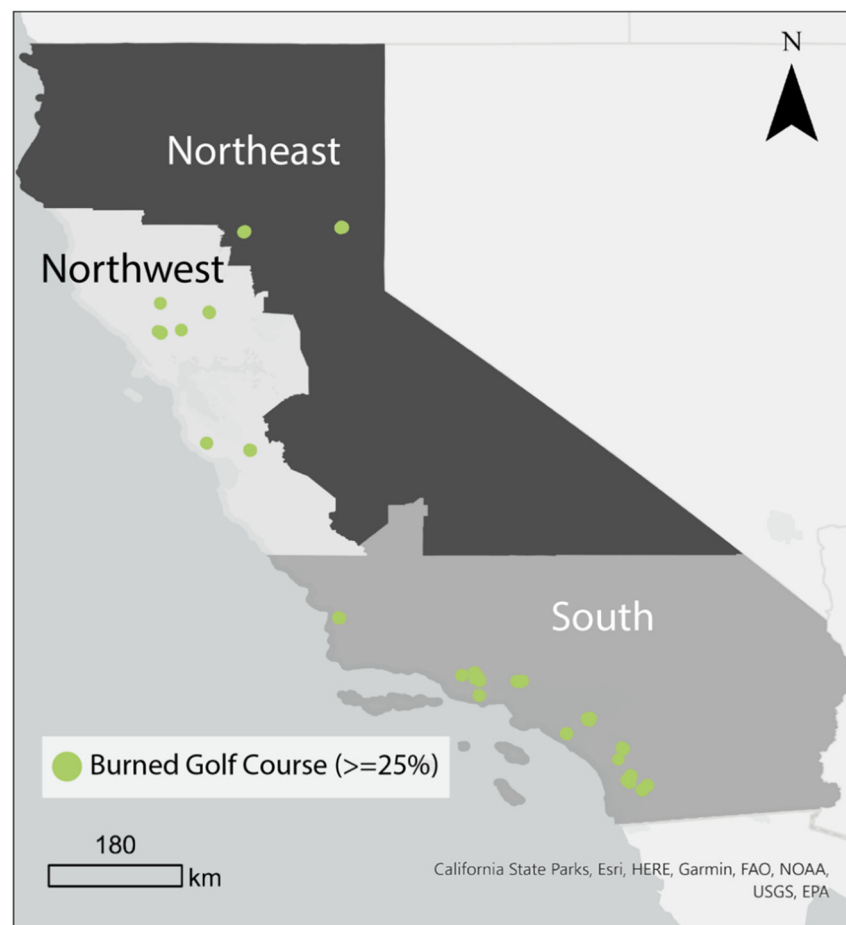 N
Northeast
Northwest
South
Burned Golf Course (>=25%)
180
km
California State Parks, Esri, HERE, Garmin, FAO, NOAA,
USGS, EPA